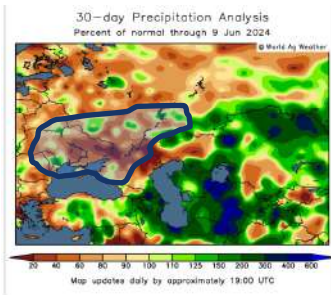 30-day Precipitation Analysis
Percent of normal through 9 Jun 2024
© World Ag Weather
20 40 60 80 90 100 110 125 150 200 400 600
Map updates daily by approximately 19:00 UTC